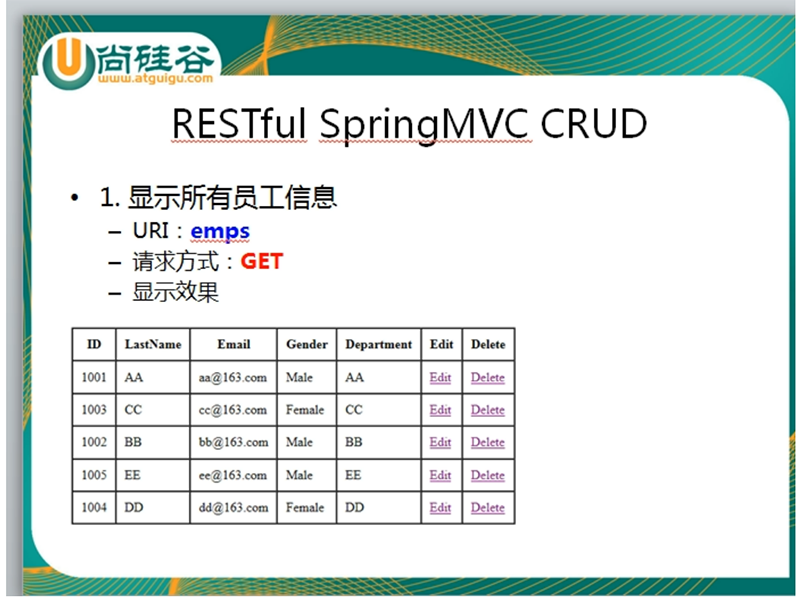 尚硅谷
www.atguigu.com
RESTful SpringMVC CRUD
• 1. 显示所有员工信息
– URI：emps
– 请求方式：GET
– 显示效果
ID LastName Email Gender Department Edit Delete
1001 AA aa@163.com Male AA Edit Delete
1003 CC cc@163.com Female CC Edit Delete
1002 BB bb@163.com Male BB Edit Delete
1005 EE ee@163.com Male EE Edit Delete
1004 DD dd@163.com Female DD Edit Delete